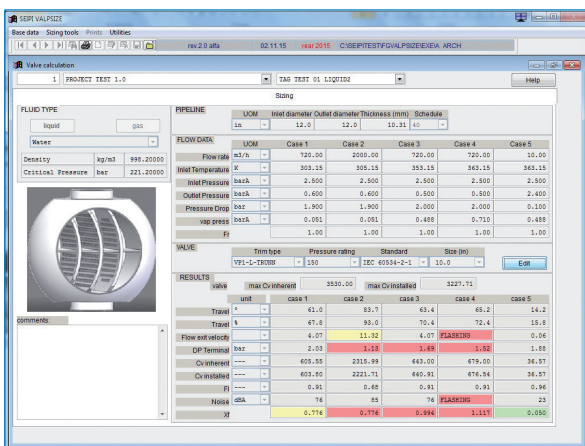 SEIPI VALPSIZE
Base data Sizing tools Prints Utilities
rev.2.0 alfa 02.11.15 year 2015 C:\SEIPI\TEST\FGVALPSIZE\EXE\A ARCH
Valve calculation
1 PROJECT TEST 1.0 TAG TEST 01 LIQUID2 Help
Sizing
FLUID TYPE
liquid gas
Water
Density kg/m3 998.20000
Critical Pressure bar 221.20000
comments:
PIPELINE
UOM Inlet diameter Outlet diameter Thickness (mm) Schedule
in 12.0 12.0 10.31 40
FLOW DATA
UOM Case 1 Case 2 Case 3 Case 4 Case 5
Flow rate m3/h 720.00 2000.00 720.00 720.00 10.00
Inlet Temperature K 303.15 305.15 353.15 363.15 363.15
Inlet Pressure barA 2.500 2.500 2.500 2.500 2.500
Outlet Pressure barA 0.600 0.600 0.500 0.500 2.400
Pressure Drop bar 1.900 1.900 2.000 2.000 0.100
vap press barA 0.051 0.051 0.488 0.710 0.488
Fr 1.00 1.00 1.00 1.00 1.00
VALVE
Trim type Pressure rating Standard Size (in)
VP1-L-TRUNN 150 IEC 60534-2-1 10.0 Edit
RESULTS
valve max Cv inherent 3530.00 max Cv installed 3227.71
unit case 1 case 2 case 3 case 4 case 5
Travel ° 61.0 83.7 63.4 65.2 14.2
Travel % 67.8 93.0 70.4 72.4 15.8
Flow exit velocity 4.07 11.32 4.07 FLASHING 0.06
DP Terminal bar 2.03 1.13 1.49 1.52 1.88
Cv inherent --- 605.55 2315.99 643.00 679.00 36.57
Cv installed --- 603.80 2221.71 640.91 676.54 36.57
Fl --- 0.91 0.68 0.91 0.91 0.96
Noise dBA 76 85 76 FLASHING 23
Xf 0.776 0.776 0.994 1.117 0.050